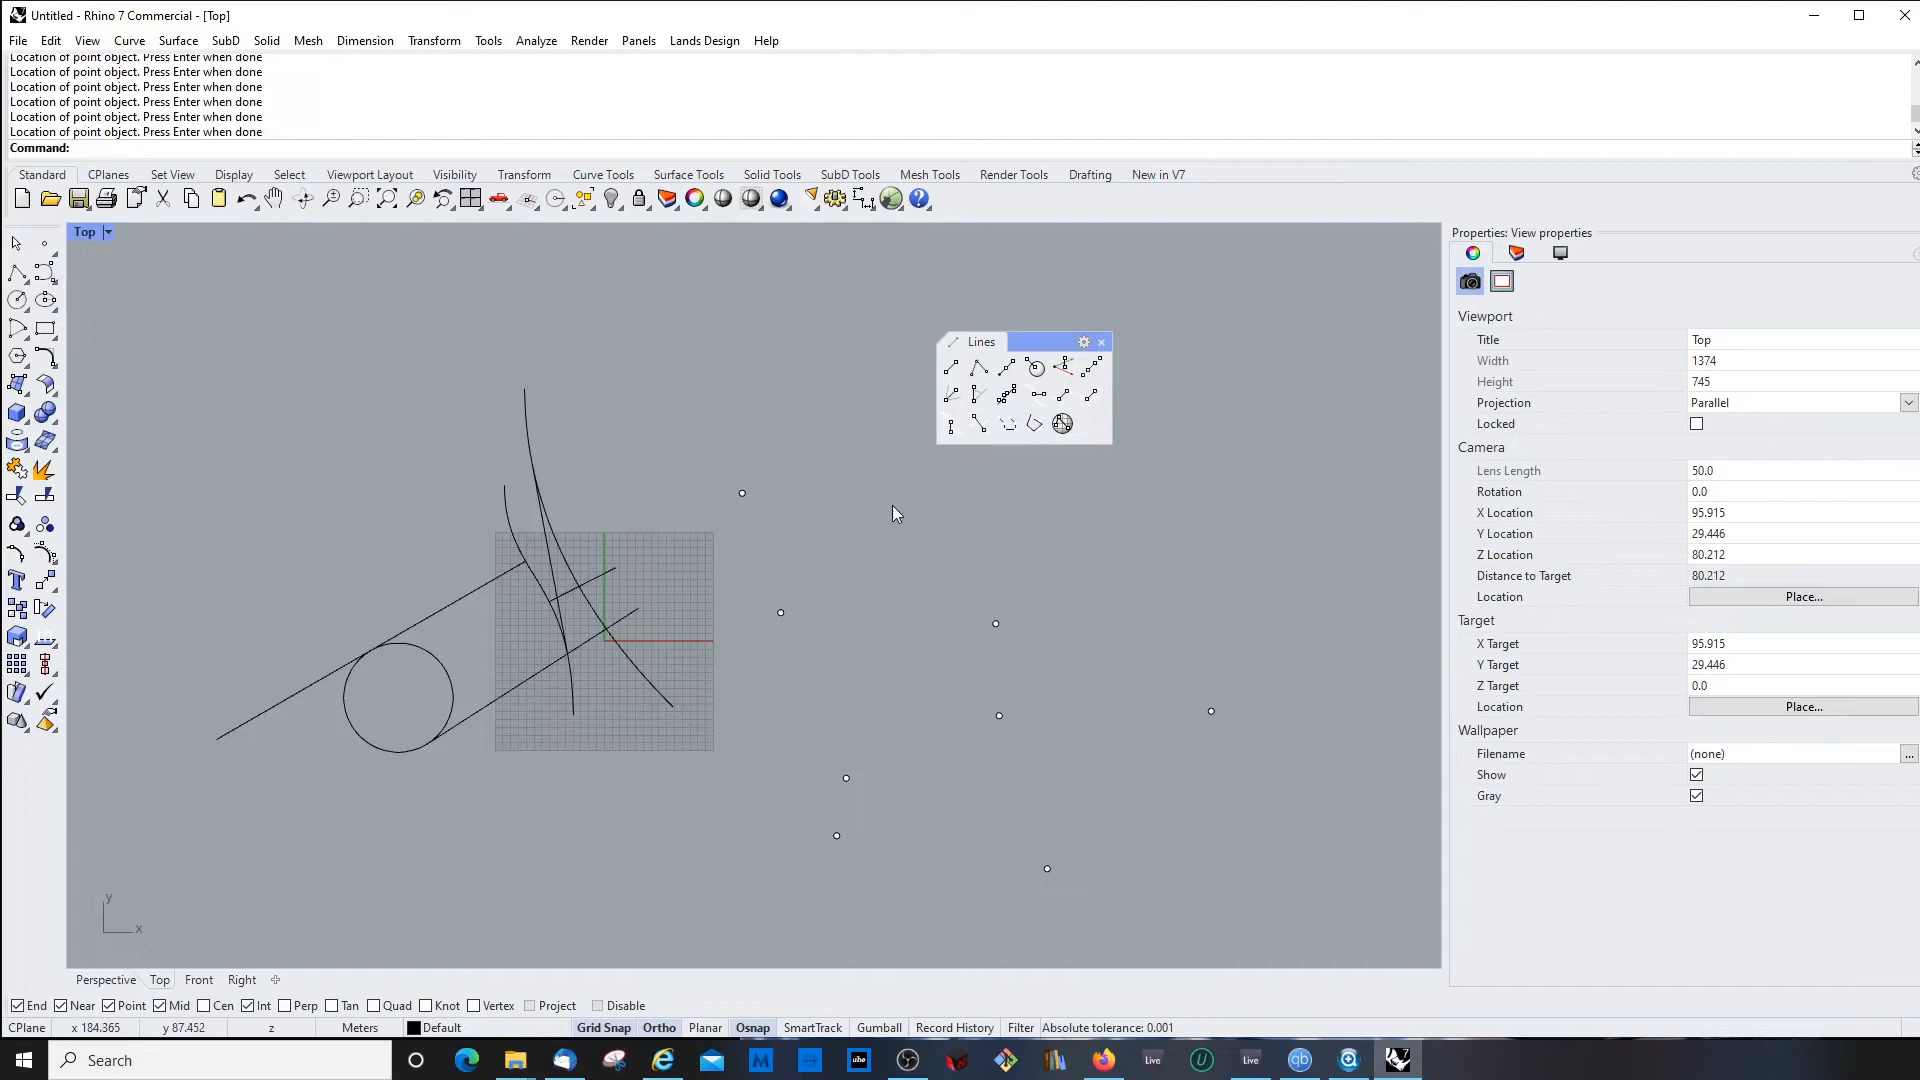 Untitled - Rhino 7 Commercial - [Top]
File Edit View Curve Surface SubD Solid Mesh Dimension Transform Tools Analyze Render Panels Lands Design Help
Location of point object. Press Enter when done
Location of point object. Press Enter when done
Location of point object. Press Enter when done
Location of point object. Press Enter when done
Location of point object. Press Enter when done
Location of point object. Press Enter when done
Command:
Standard CPlanes Set View Display Select Viewport Layout Visibility Transform Curve Tools Surface Tools Solid Tools SubD Tools Mesh Tools Render Tools Drafting New in V7
Top
Properties: View properties
Lines
Viewport
Title Top
Width 1374
Height 745
Projection Parallel
Locked
Camera
Lens Length 50.0
Rotation 0.0
X Location 95.915
Y Location 29.446
Z Location 80.212
Distance to Target 80.212
Location Place...
Target
X Target 95.915
Y Target 29.446
Z Target 0.0
Location Place...
Wallpaper
Filename (none) ...
Show
Gray
y
x
Perspective Top Front Right
End Near Point Mid Cen Int Perp Tan Quad Knot Vertex Project Disable
CPlane x 184.365 y 87.452 z Meters Default Grid Snap Ortho Planar Osnap SmartTrack Gumball Record History Filter Absolute tolerance: 0.001
Search uhe Live Live qb